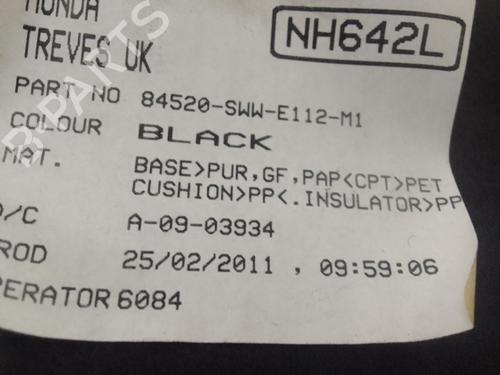 HONDA
TREVES UK
NH642L
PART NO 84520-SWW-E112-M1
COLOUR BLACK
MAT. BASE>PUR,GF,PAP<CPT>PET
CUSHION>PP<.INSULATOR>PP
/C A-09-03934
ROD 25/02/2011 , 09:59:06
PERATOR 6084
B-PARTS